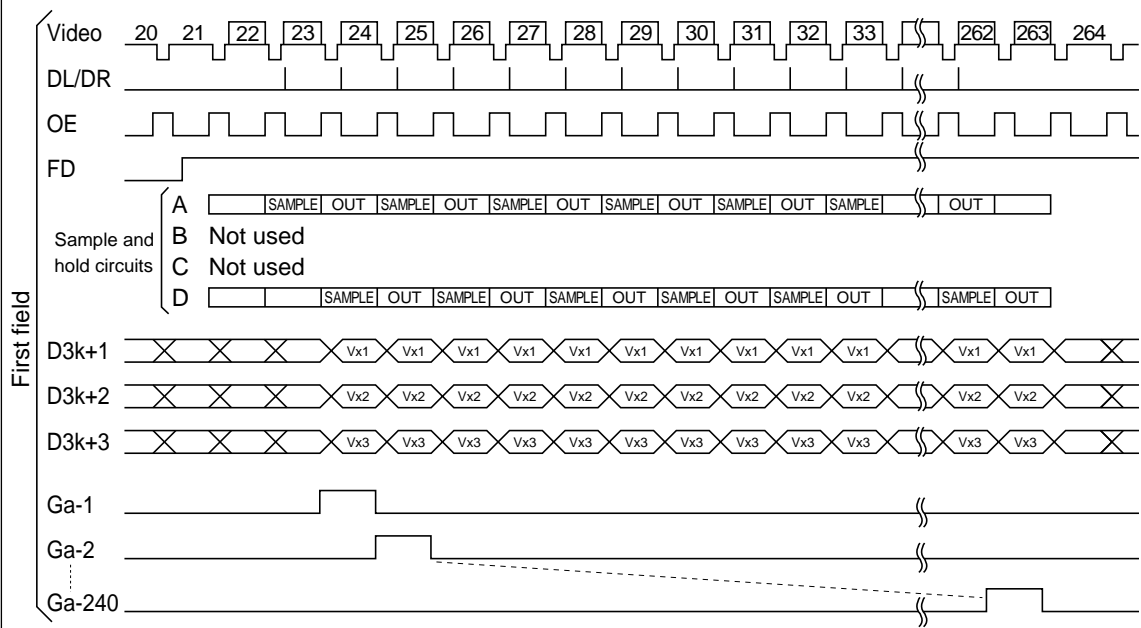 Video 20 21 22 23 24 25 26 27 28 29 30 31 32 33 262 263 264
DL/DR
OE
FD
Sample and
hold circuits
A SAMPLE OUT SAMPLE OUT SAMPLE OUT SAMPLE OUT SAMPLE OUT SAMPLE OUT
B Not used
C Not used
D SAMPLE OUT SAMPLE OUT SAMPLE OUT SAMPLE OUT SAMPLE OUT SAMPLE OUT
First field
D3k+1 Vx1 Vx1 Vx1 Vx1 Vx1 Vx1 Vx1 Vx1 Vx1 Vx1 Vx1 Vx1
D3k+2 Vx2 Vx2 Vx2 Vx2 Vx2 Vx2 Vx2 Vx2 Vx2 Vx2 Vx2 Vx2
D3k+3 Vx3 Vx3 Vx3 Vx3 Vx3 Vx3 Vx3 Vx3 Vx3 Vx3 Vx3 Vx3
Ga-1
Ga-2
Ga-240